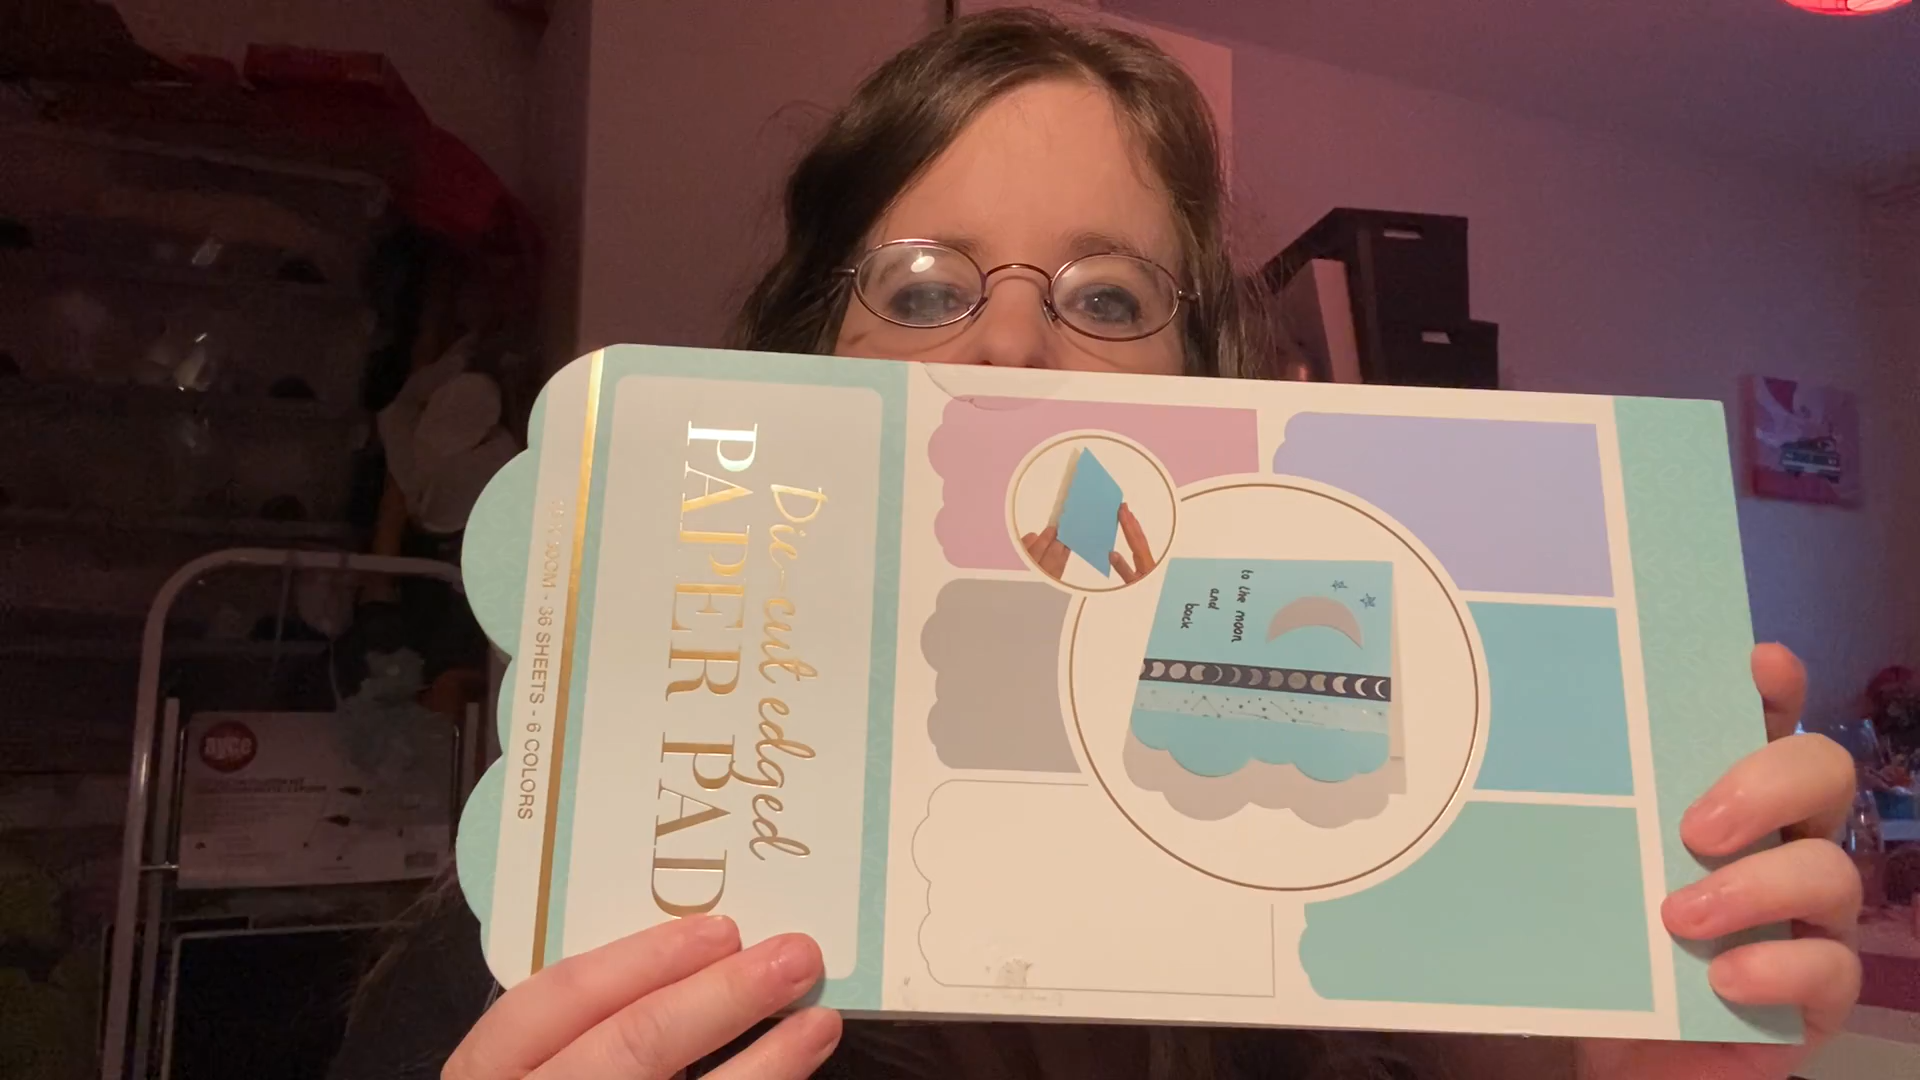 Die-cut edged
PAPER PAD
36 SHEETS - 6 COLORS
to the moon
and
back